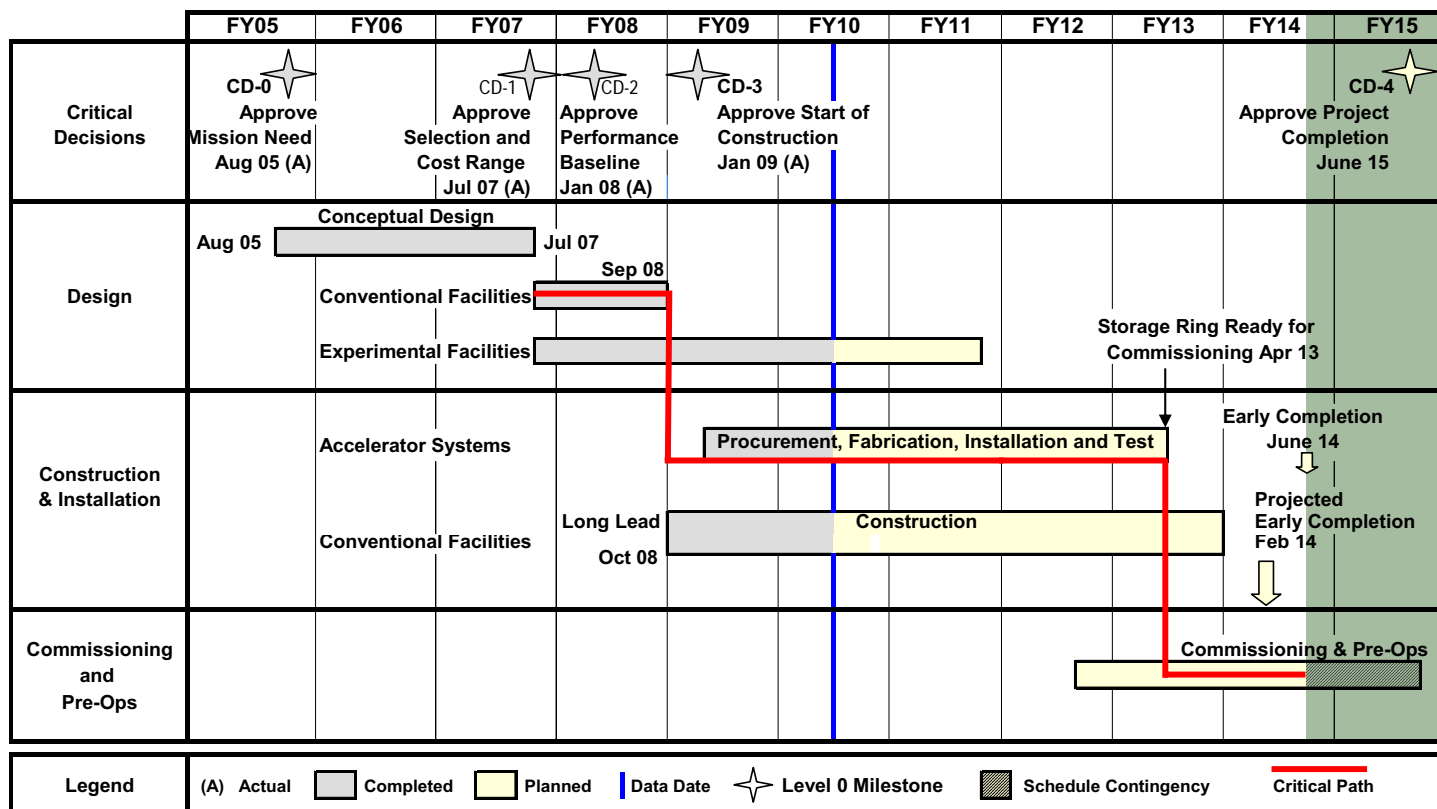 FY05 FY06 FY07 FY08 FY09 FY10 FY11 FY12 FY13 FY14 FY15
Critical
Decisions
CD-0
Approve
Mission Need
Aug 05 (A)
CD-1
Approve
Selection and
Cost Range
Jul 07 (A)
CD-2
Approve
Performance
Baseline
Jan 08 (A)
CD-3
Approve Start of
Construction
Jan 09 (A)
CD-4
Approve Project
Completion
June 15
Design
Conceptual Design
Aug 05
Jul 07
Sep 08
Conventional Facilities
Experimental Facilities
Storage Ring Ready for
Commissioning Apr 13
Construction
& Installation
Accelerator Systems
Procurement, Fabrication, Installation and Test
Early Completion
June 14
Conventional Facilities
Long Lead
Oct 08
Construction
Projected
Early Completion
Feb 14
Commissioning
and
Pre-Ops
Commissioning & Pre-Ops
Legend (A) Actual Completed Planned Data Date Level 0 Milestone Schedule Contingency Critical Path